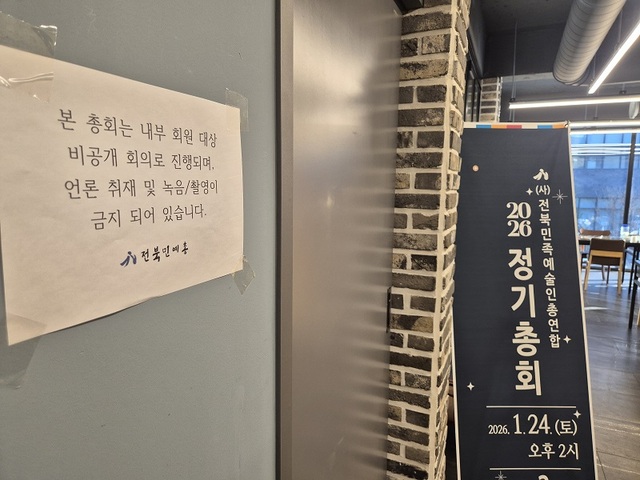 본 총회는 내부 회원 대상
비공개 회의로 진행되며,
언론 취재 및 녹음/촬영이
금지 되어 있습니다.
전북민예총
(사)전북민족예술인총연합
2026 정기총회
2026. 1. 24. (토)
오후 2시